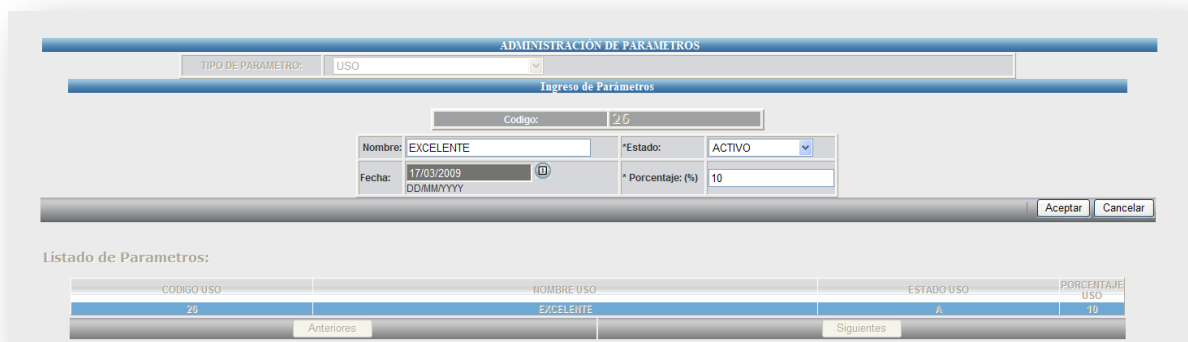 ADMINISTRACIÓN DE PARAMETROS
TIPO DE PARAMETRO: USO
Ingreso de Parámetros
Codigo: 26
Nombre: EXCELENTE *Estado: ACTIVO
Fecha: 17/03/2009 * Porcentaje: (%) 10
DD/MM/YYYY
Aceptar Cancelar
Listado de Parametros:
CODIGO USO NOMBRE USO ESTADO USO PORCENTAJE
USO
26 EXCELENTE A 10
Anteriores Siguientes